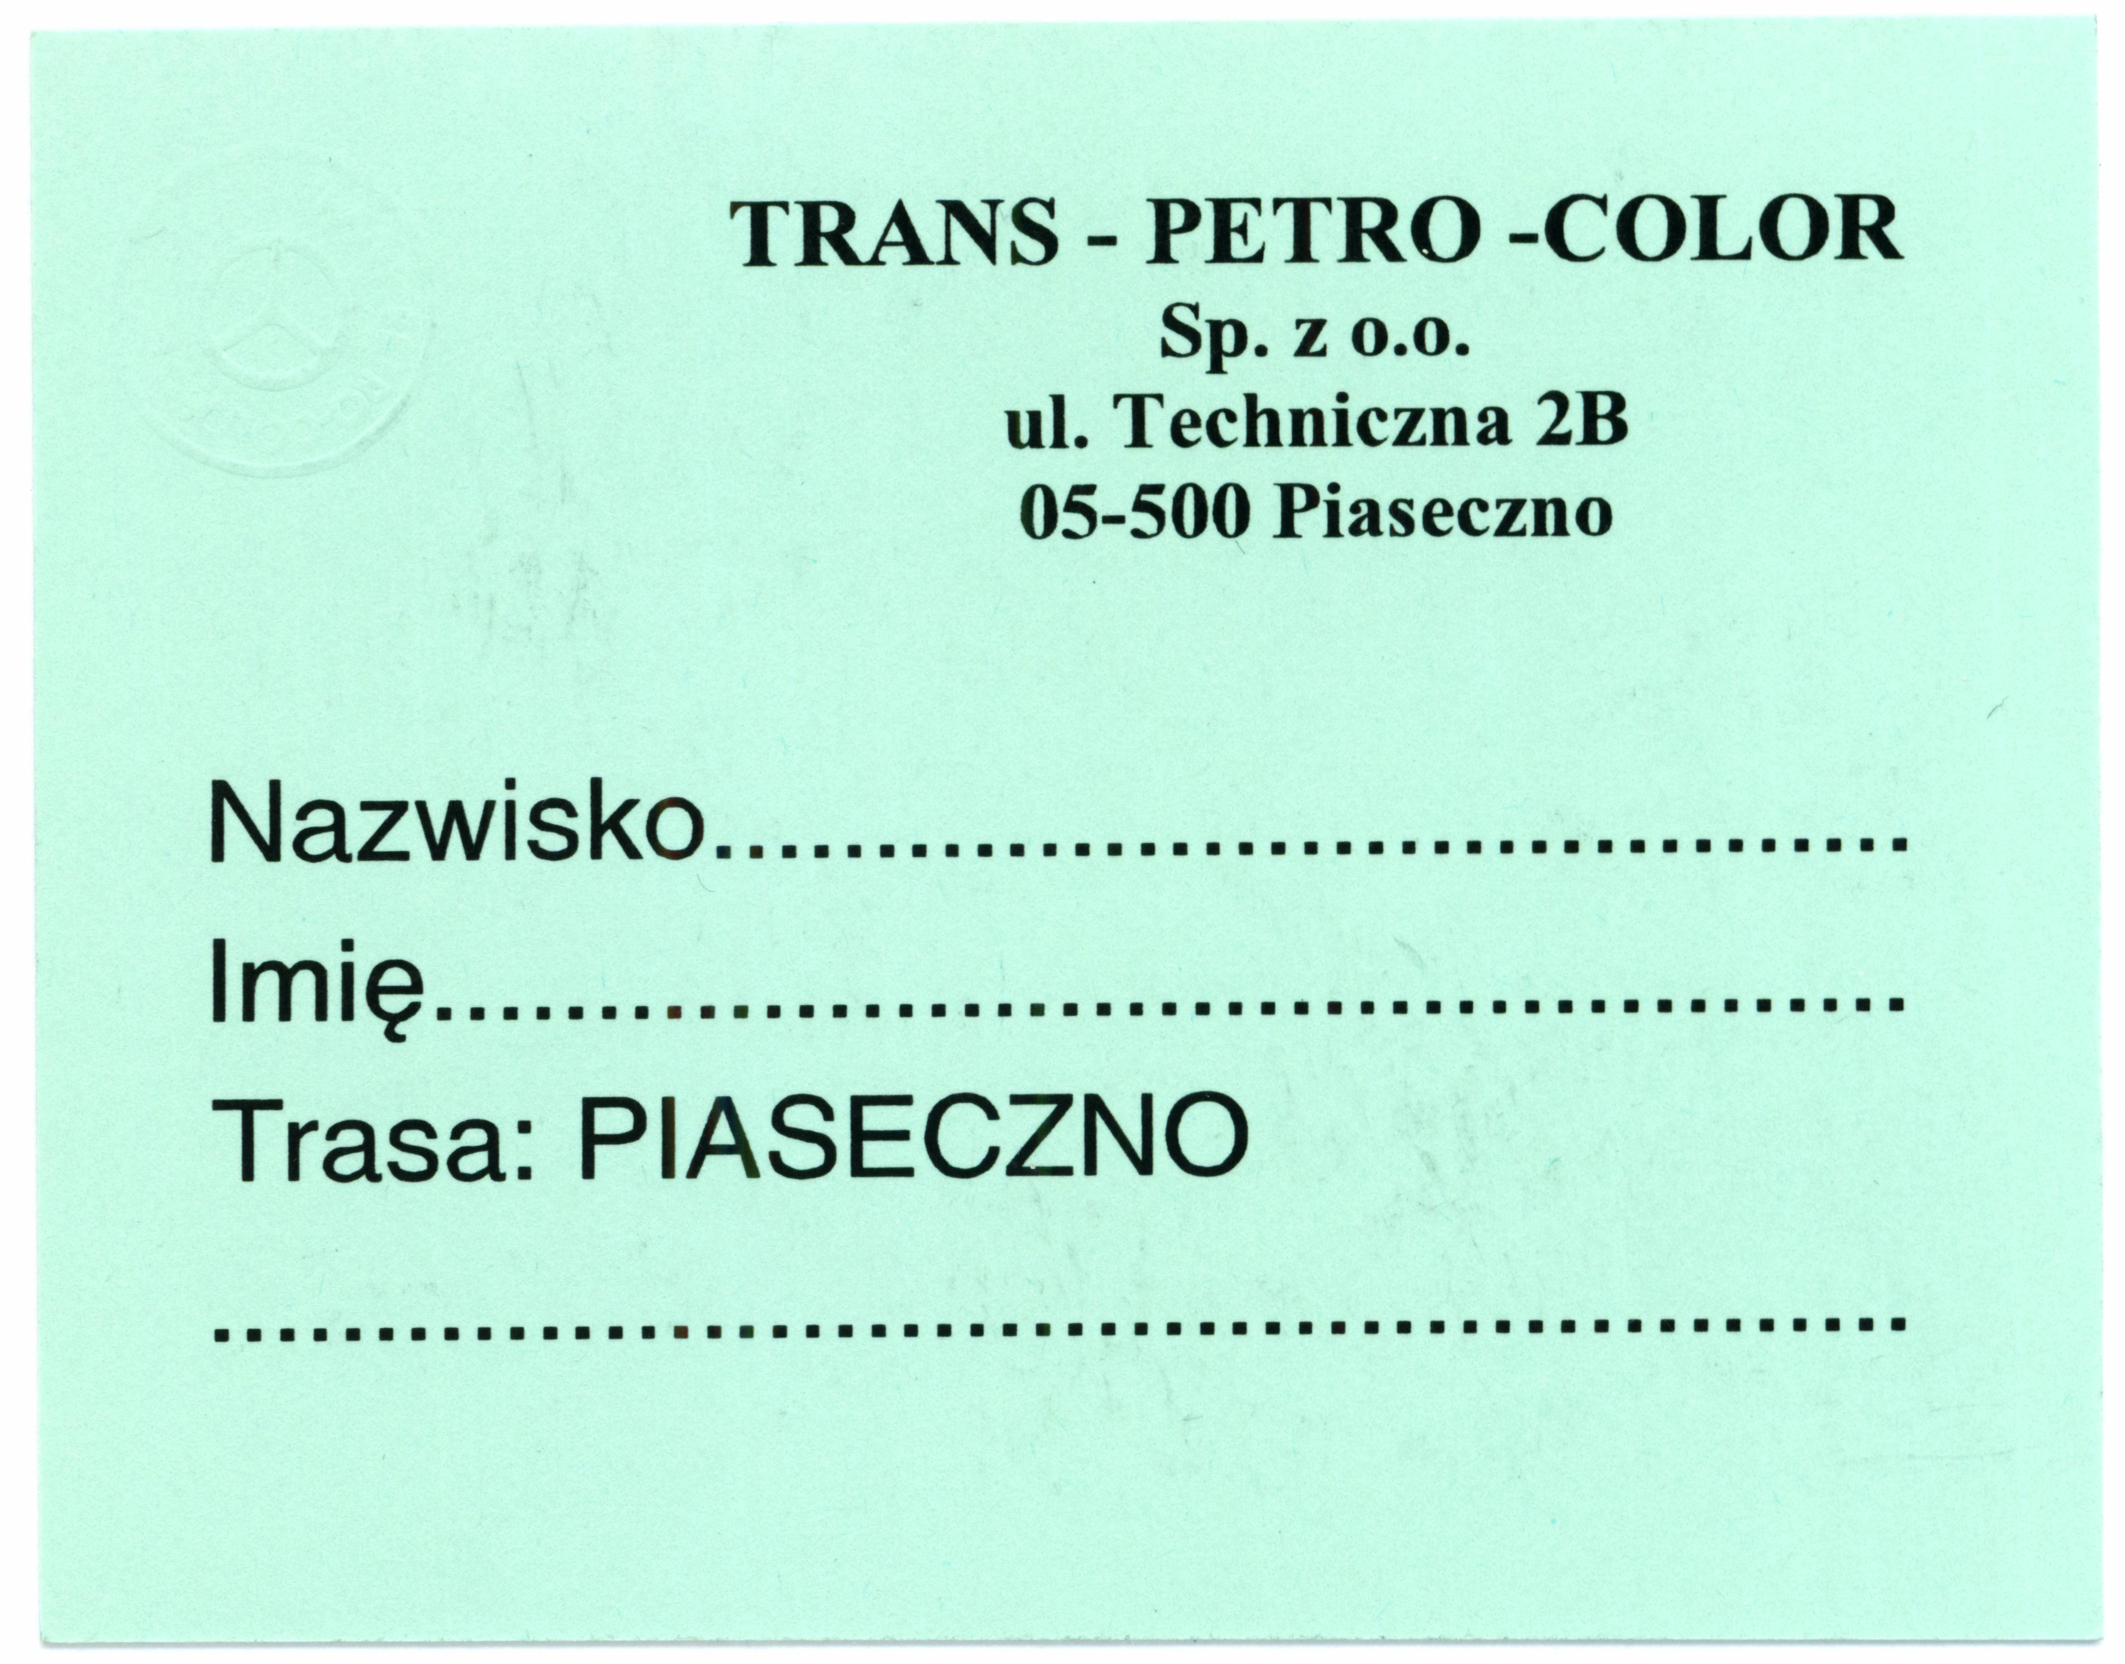 TRANS - PETRO -COLOR
Sp. z o.o.
ul. Techniczna 2B
05-500 Piaseczno
Nazwisko.....................................
Imię.............................................
Trasa: PIASECZNO
....................................................